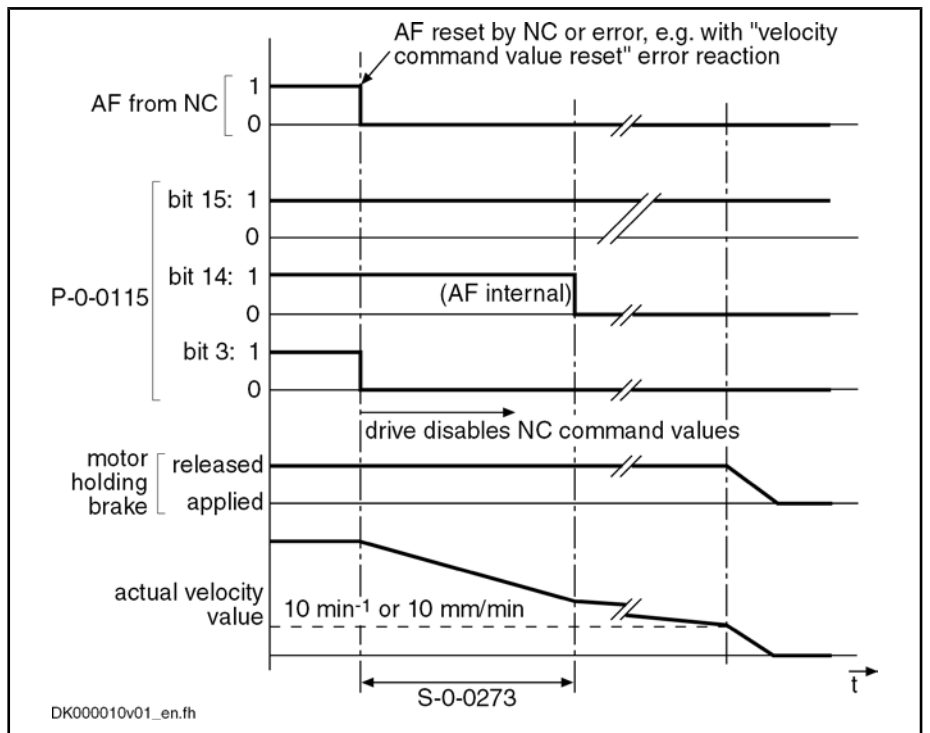 AF reset by NC or error, e.g. with "velocity
command value reset" error reaction
AF from NC
1
0
P-0-0115
bit 15: 1
0
bit 14: 1
(AF internal)
0
bit 3: 1
0
drive disables NC command values
motor
holding
brake
released
applied
actual velocity
value
10 min-1 or 10 mm/min
S-0-0273
t
DK000010v01_en.fh